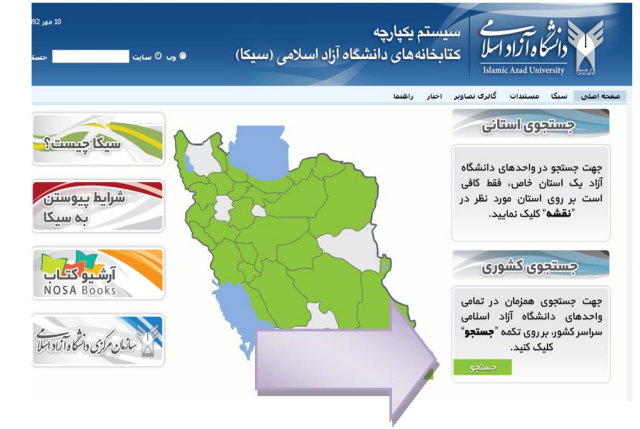 10 مهر 1392
سیستم یکپارچه
کتابخانه‌های دانشگاه آزاد اسلامی (سیکا)
دانشگاه آزاد اسلامی
Islamic Azad University
وب
سایت
صفحه اصلی
سیکا
مستندات
گالری تصاویر
اخبار
راهنما
جستجوی استانی
جهت جستجو در واحدهای دانشگاه
آزاد یک استان خاص، فقط کافی
است بر روی استان مورد نظر در
"نقشه" کلیک نمایید.
جستجوی کشوری
جهت جستجوی همزمان در تمامی
واحدهای دانشگاه آزاد اسلامی
سراسر کشور، بر روی تکمه "جستجو"
کلیک کنید.
جستجو
سیکا چیست؟
شرایط پیوستن
به سیکا
آرشیو کتاب
NOSA Books
سازمان مرکزی دانشگاه آزاد اسلامی